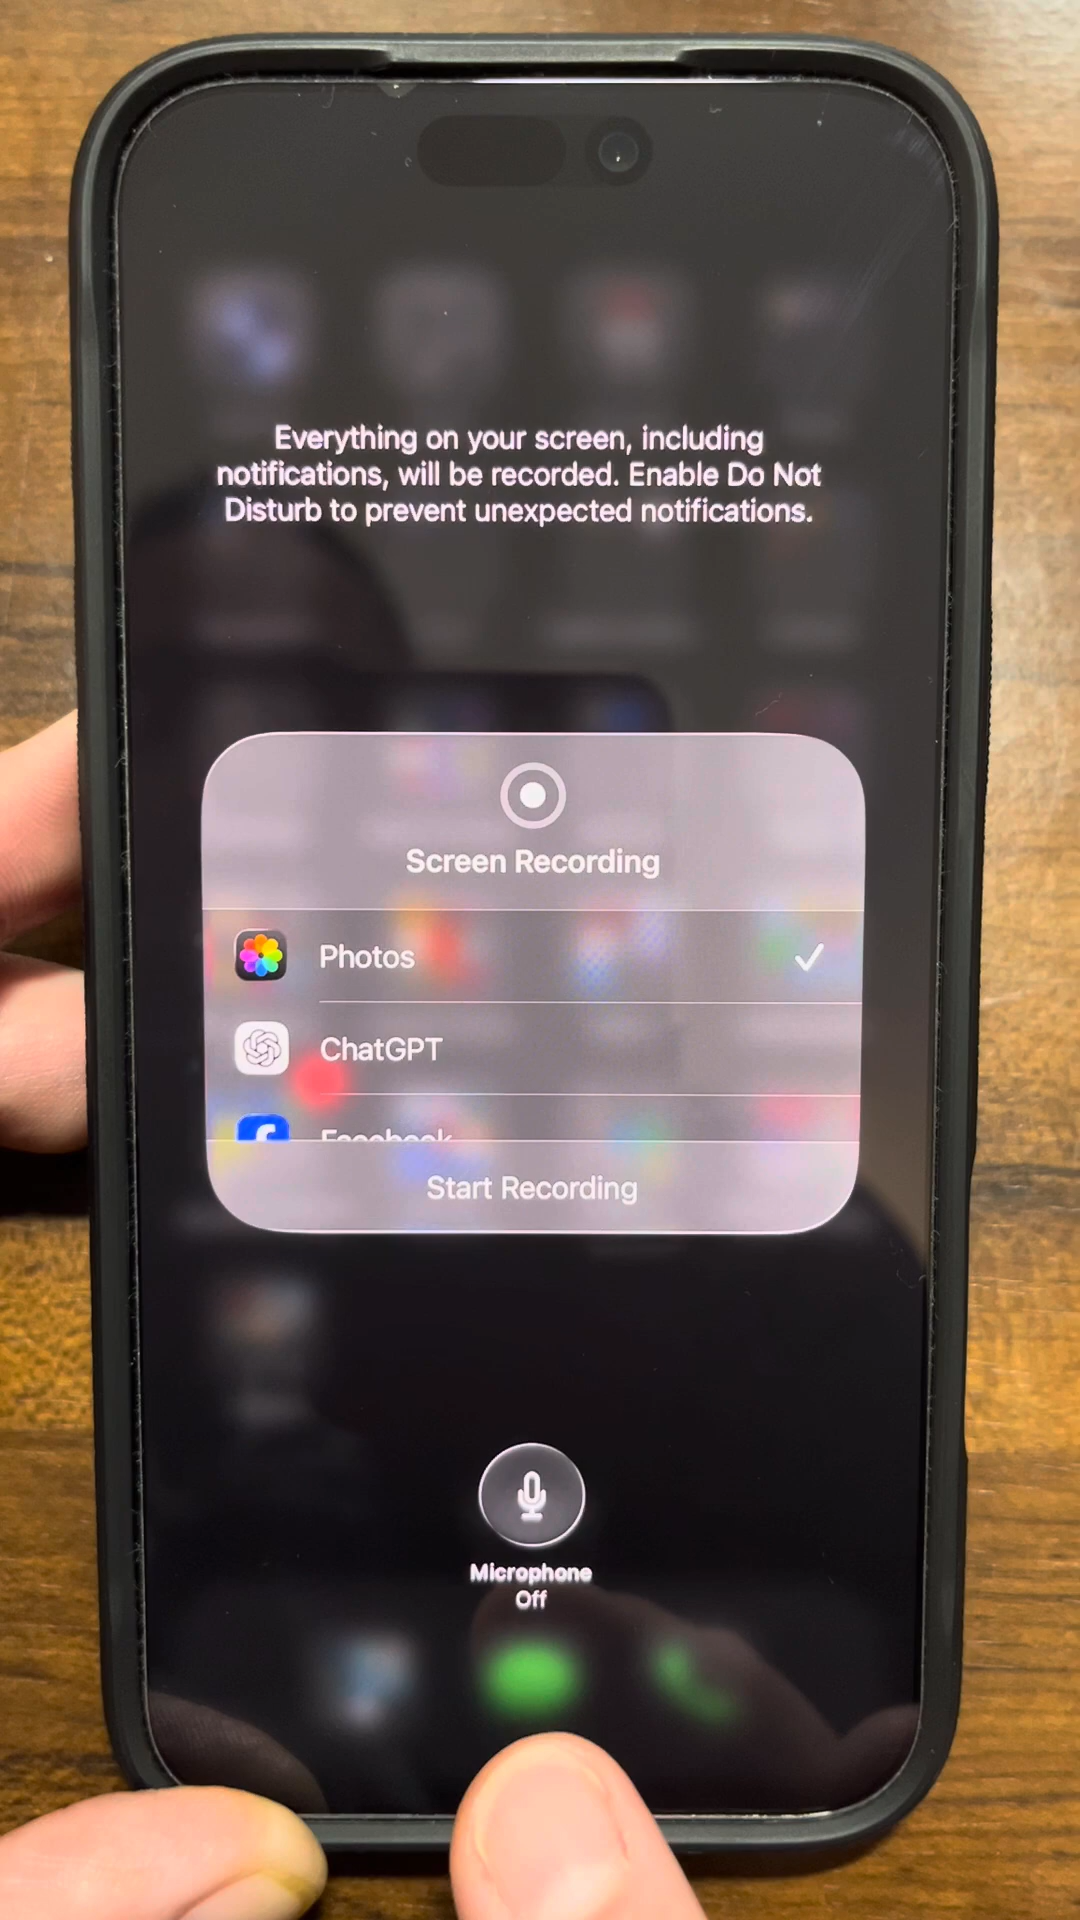 Everything on your screen, including
notifications, will be recorded. Enable Do Not
Disturb to prevent unexpected notifications.
Screen Recording
Photos
ChatGPT
Facebook
Start Recording
Microphone
Off